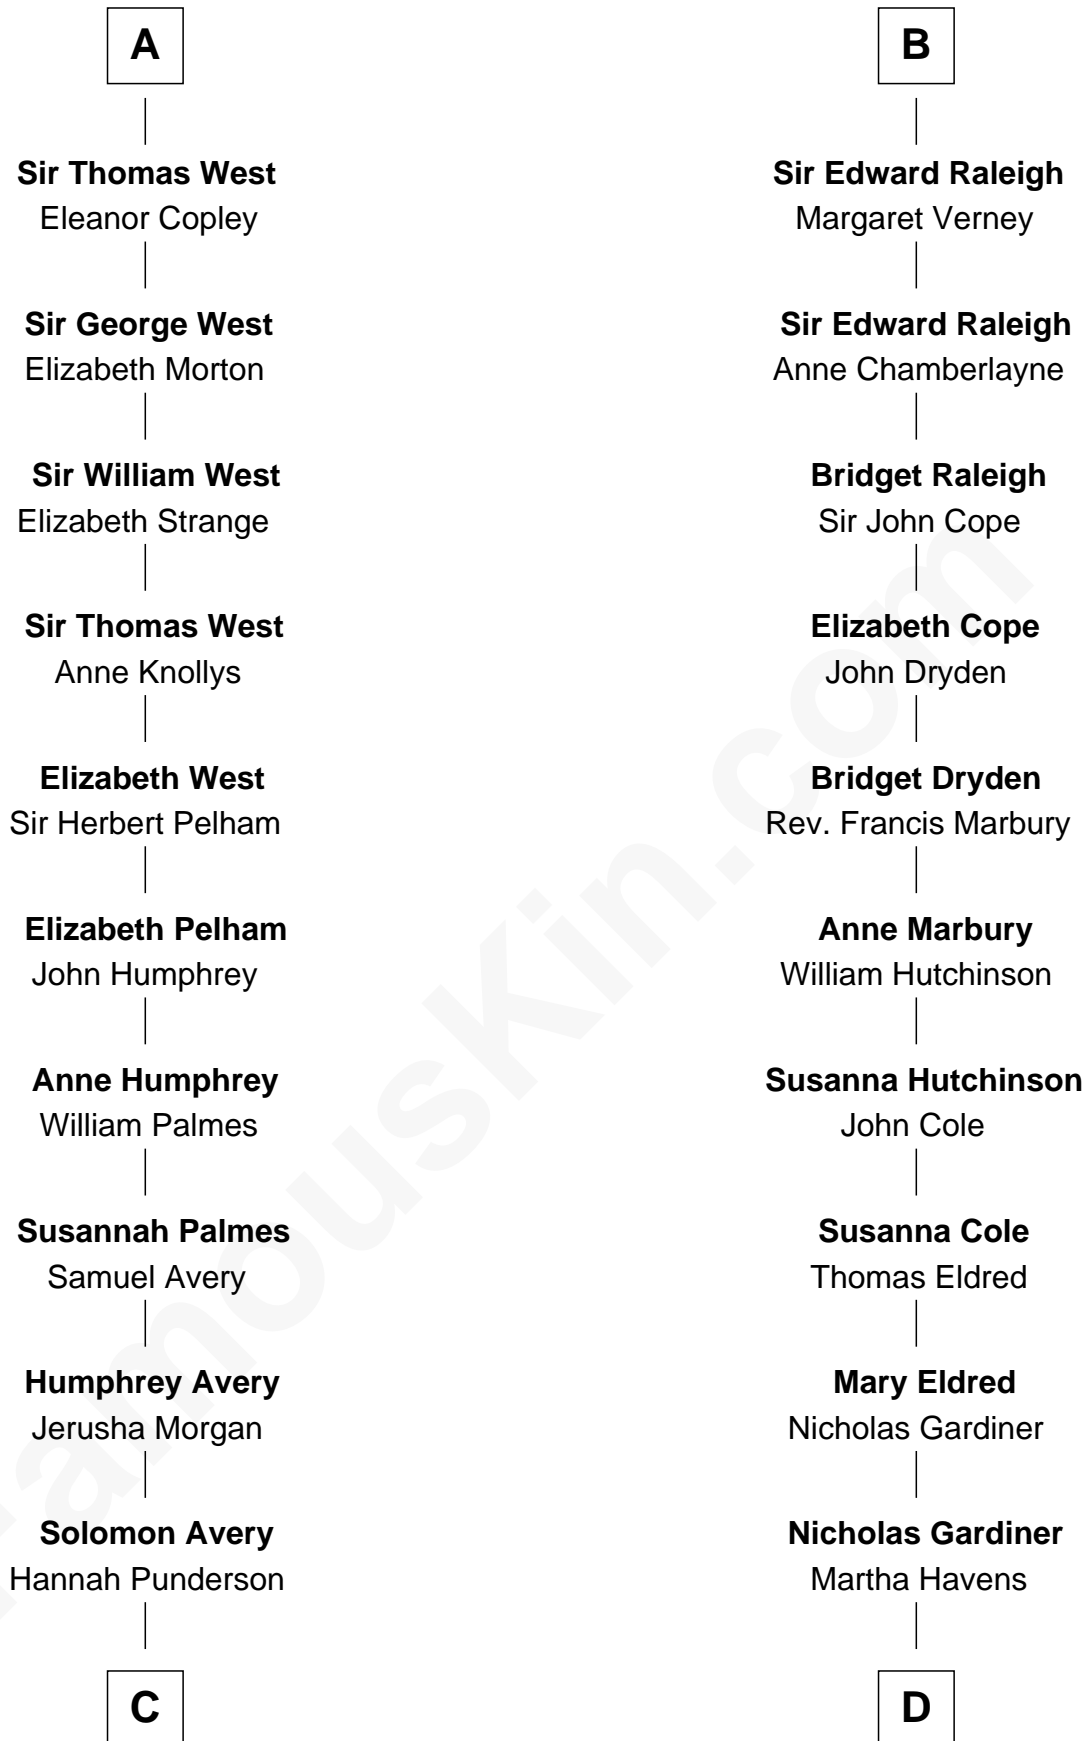 A
Sir Thomas West
Eleanor Copley
Sir George West
Elizabeth Morton
Sir William West
Elizabeth Strange
Sir Thomas West
Anne Knollys
Elizabeth West
Sir Herbert Pelham
Elizabeth Pelham
John Humphrey
Anne Humphrey
William Palmes
Susannah Palmes
Samuel Avery
Humphrey Avery
Jerusha Morgan
Solomon Avery
Hannah Punderson
C
B
Sir Edward Raleigh
Margaret Verney
Sir Edward Raleigh
Anne Chamberlayne
Bridget Raleigh
Sir John Cope
Elizabeth Cope
John Dryden
Bridget Dryden
Rev. Francis Marbury
Anne Marbury
William Hutchinson
Susanna Hutchinson
John Cole
Susanna Cole
Thomas Eldred
Mary Eldred
Nicholas Gardiner
Nicholas Gardiner
Martha Havens
D
FamousKin.com